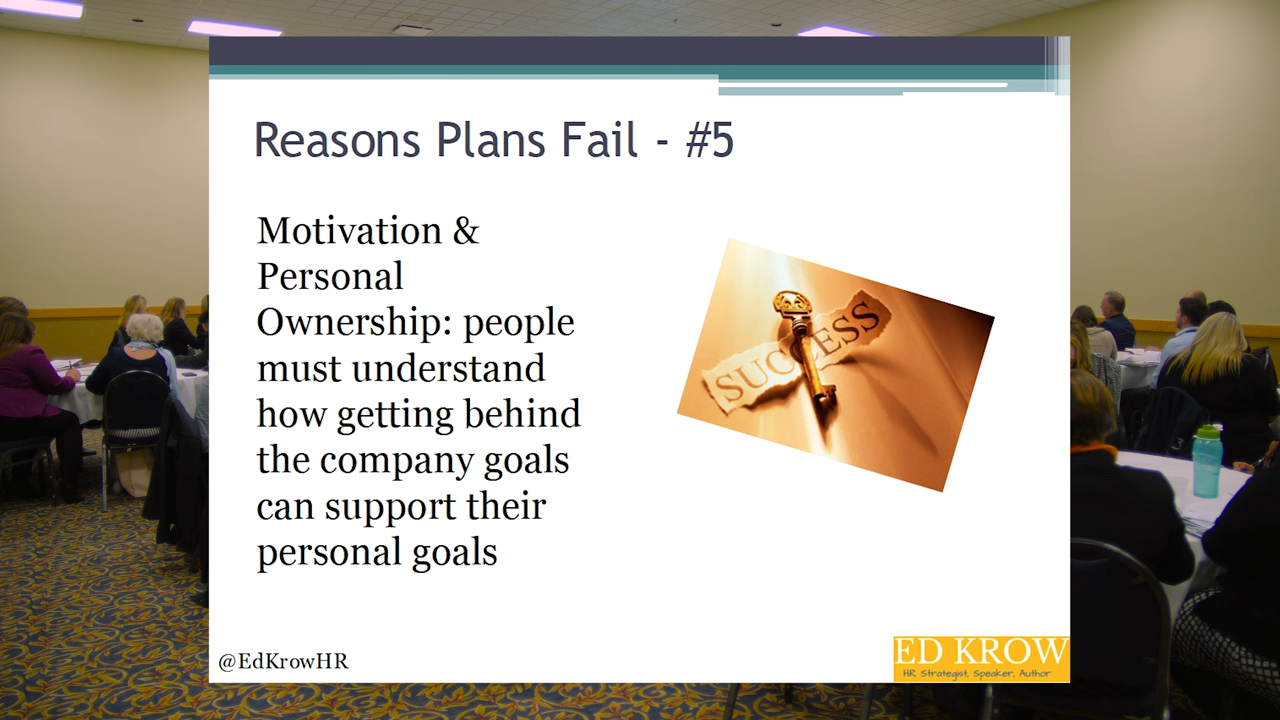 Reasons Plans Fail - #5
Motivation &
Personal
Ownership: people
must understand
how getting behind
the company goals
can support their
personal goals
SUCCESS
@EdKrowHR
ED KROW
HR Strategist, Speaker, Author